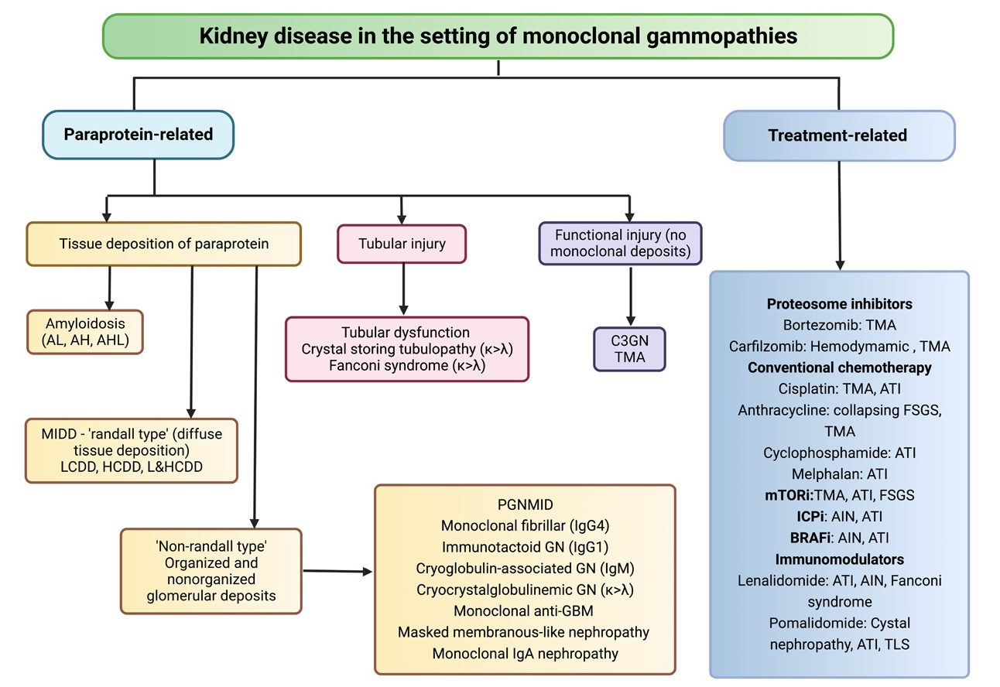 Kidney disease in the setting of monoclonal gammopathies
Paraprotein-related
Treatment-related
Tissue deposition of paraprotein
Tubular injury
Functional injury (no
monoclonal deposits)
Amyloidosis
(AL, AH, AHL)
Tubular dysfunction
Crystal storing tubulopathy (κ>λ)
Fanconi syndrome (κ>λ)
C3GN
TMA
MIDD - 'randall type' (diffuse
tissue deposition)
LCDD, HCDD, L&HCDD
'Non-randall type'
Organized and
nonorganized
glomerular deposits
PGNMID
Monoclonal fibrillar (IgG4)
Immunotactoid GN (IgG1)
Cryoglobulin-associated GN (IgM)
Cryocrystalglobulinemic GN (κ>λ)
Monoclonal anti-GBM
Masked membranous-like nephropathy
Monoclonal IgA nephropathy
Proteosome inhibitors
Bortezomib: TMA
Carfilzomib: Hemodymamic , TMA
Conventional chemotherapy
Cisplatin: TMA, ATI
Anthracycline: collapsing FSGS,
TMA
Cyclophosphamide: ATI
Melphalan: ATI
mTORi:TMA, ATI, FSGS
ICPi: AIN, ATI
BRAFi: AIN, ATI
Immunomodulators
Lenalidomide: ATI, AIN, Fanconi
syndrome
Pomalidomide: Cystal
nephropathy, ATI, TLS